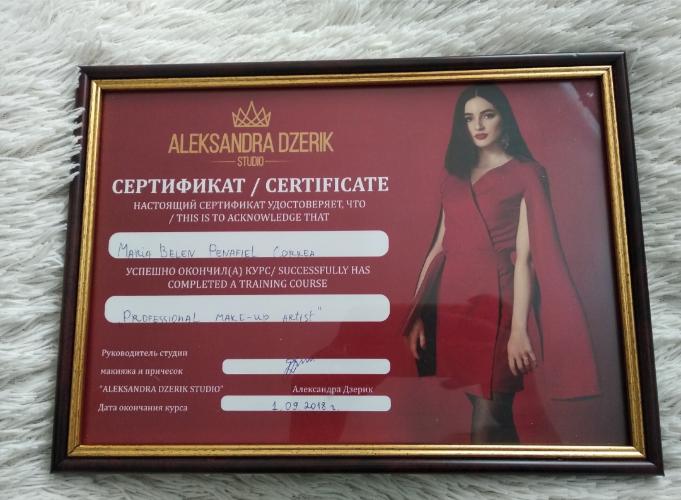 ALEKSANDRA DZERIK
STUDIO
СЕРТИФИКАТ / CERTIFICATE
НАСТОЯЩИЙ СЕРТИФИКАТ УДОСТОВЕРЯЕТ, ЧТО
/ THIS IS TO ACKNOWLEDGE THAT
MARIA BELEN PENAFIEL CORREA
УСПЕШНО ОКОНЧИЛ(А) КУРС/ SUCCESSFULLY HAS
COMPLETED A TRAINING COURSE
"PROFESSIONAL MAKE-UP ARTIST"
Руководитель студии
макияжа и причесок
"ALEKSANDRA DZERIK STUDIO"
Александра Дзерик
Дата окончания курса
1.09.2018 г.